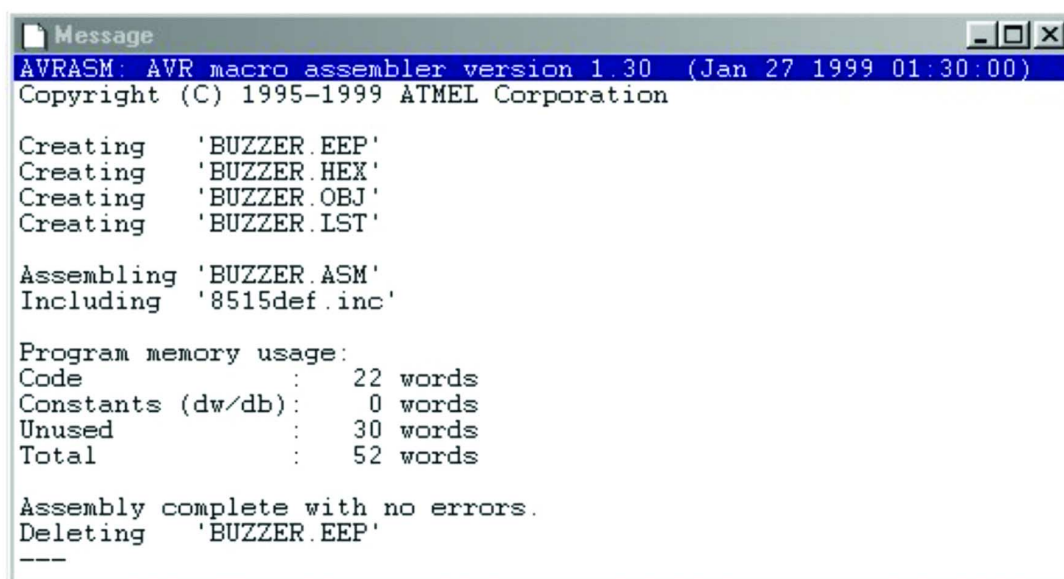 Message
AVRASM: AVR macro assembler version 1.30 (Jan 27 1999 01:30:00)
Copyright (C) 1995-1999 ATMEL Corporation
Creating 'BUZZER.EEP'
Creating 'BUZZER.HEX'
Creating 'BUZZER.OBJ'
Creating 'BUZZER.LST'
Assembling 'BUZZER.ASM'
Including '8515def.inc'
Program memory usage:
Code : 22 words
Constants (dw/db): 0 words
Unused : 30 words
Total : 52 words
Assembly complete with no errors.
Deleting 'BUZZER.EEP'
---